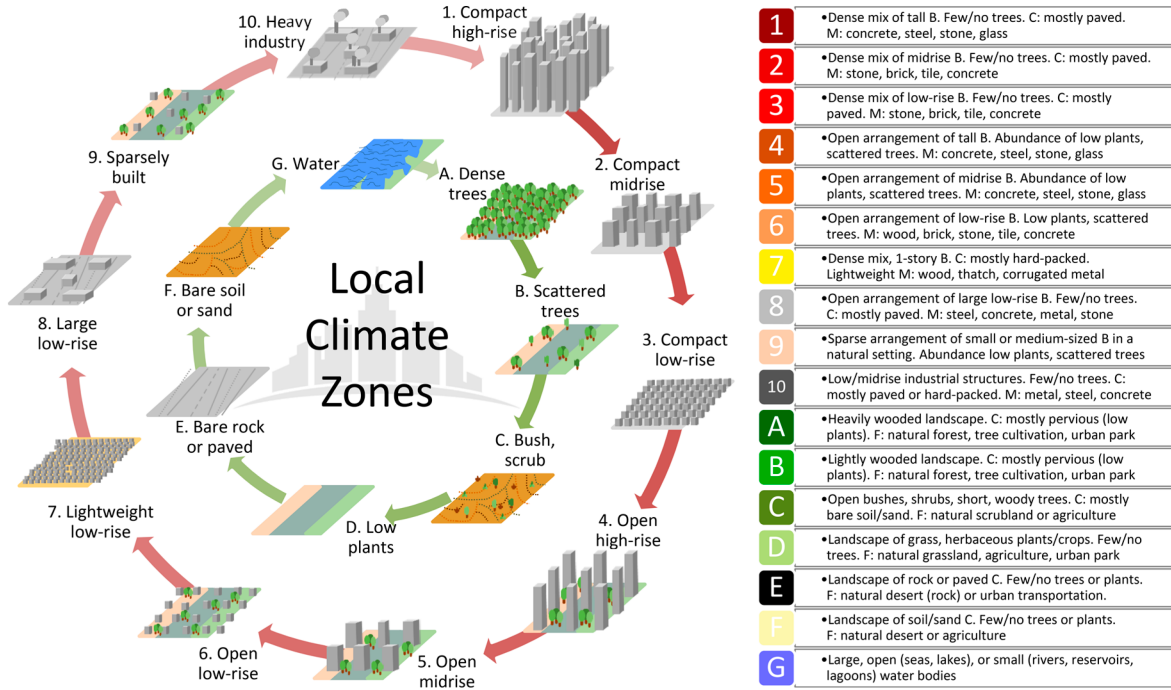 10. Heavy
industry
1. Compact
high-rise
2. Compact
midrise
3. Compact
low-rise
4. Open
high-rise
5. Open
midrise
6. Open
low-rise
7. Lightweight
low-rise
8. Large
low-rise
9. Sparsely
built
G. Water
A. Dense
trees
B. Scattered
trees
C. Bush,
scrub
D. Low
plants
E. Bare rock
or paved
F. Bare soil
or sand
Local
Climate
Zones
1
•Dense mix of tall B. Few/no trees. C: mostly paved.
M: concrete, steel, stone, glass
2
•Dense mix of midrise B. Few/no trees. C: mostly paved.
M: stone, brick, tile, concrete
3
•Dense mix of low-rise B. Few/no trees. C: mostly
paved. M: stone, brick, tile, concrete
4
•Open arrangement of tall B. Abundance of low plants,
scattered trees. M: concrete, steel, stone, glass
5
•Open arrangement of midrise B. Abundance of low
plants, scattered trees. M: concrete, steel, stone, glass
6
•Open arrangement of low-rise B. Low plants, scattered
trees. M: wood, brick, stone, tile, concrete
7
•Dense mix, 1-story B. C: mostly hard-packed.
Lightweight M: wood, thatch, corrugated metal
8
•Open arrangement of large low-rise B. Few/no trees.
C: mostly paved. M: steel, concrete, metal, stone
9
•Sparse arrangement of small or medium-sized B in a
natural setting. Abundance low plants, scattered trees
10
•Low/midrise industrial structures. Few/no trees. C:
mostly paved or hard-packed. M: metal, steel, concrete
A
•Heavily wooded landscape. C: mostly pervious (low
plants). F: natural forest, tree cultivation, urban park
B
•Lightly wooded landscape. C: mostly pervious (low
plants). F: natural forest, tree cultivation, urban park
C
•Open bushes, shrubs, short, woody trees. C: mostly
bare soil/sand. F: natural scrubland or agriculture
D
•Landscape of grass, herbaceous plants/crops. Few/no
trees. F: natural grassland, agriculture, urban park
E
•Landscape of rock or paved C. Few/no trees or plants.
F: natural desert (rock) or urban transportation.
F
•Landscape of soil/sand C. Few/no trees or plants.
F: natural desert or agriculture
G
•Large, open (seas, lakes), or small (rivers, reservoirs,
lagoons) water bodies